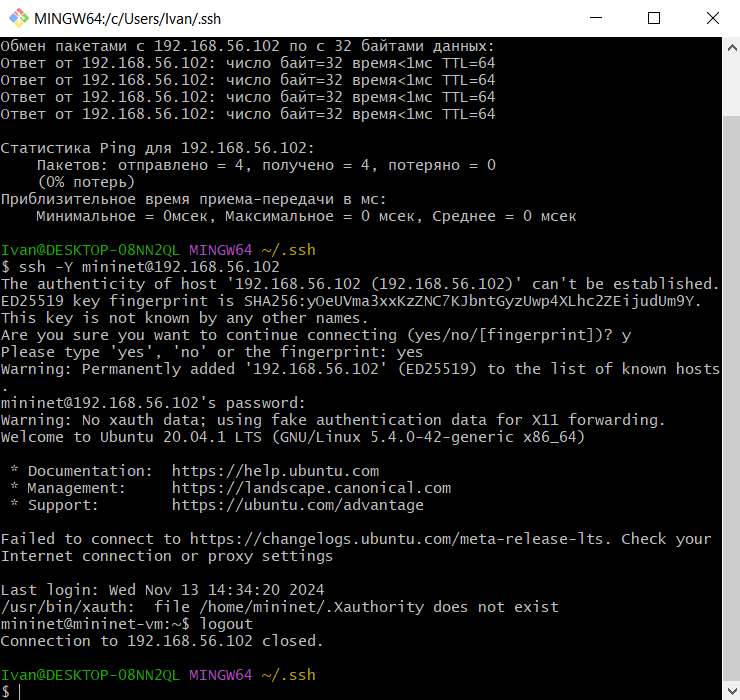 MINGW64:/c/Users/Ivan/.ssh
Обмен пакетами с 192.168.56.102 по с 32 байтами данных:
Ответ от 192.168.56.102: число байт=32 время<1мс TTL=64
Ответ от 192.168.56.102: число байт=32 время<1мс TTL=64
Ответ от 192.168.56.102: число байт=32 время<1мс TTL=64
Ответ от 192.168.56.102: число байт=32 время<1мс TTL=64
Статистика Ping для 192.168.56.102:
    Пакетов: отправлено = 4, получено = 4, потеряно = 0
    (0% потерь)
Приблизительное время приема-передачи в мс:
    Минимальное = 0мсек, Максимальное = 0 мсек, Среднее = 0 мсек
Ivan@DESKTOP-08NN2QL MINGW64 ~/.ssh
$ ssh -Y mininet@192.168.56.102
The authenticity of host '192.168.56.102 (192.168.56.102)' can't be established.
ED25519 key fingerprint is SHA256:yOeUVma3xxKzZNC7KJbntGyzUwp4XLhc2ZEijudUm9Y.
This key is not known by any other names.
Are you sure you want to continue connecting (yes/no/[fingerprint])? y
Please type 'yes', 'no' or the fingerprint: yes
Warning: Permanently added '192.168.56.102' (ED25519) to the list of known hosts
.
mininet@192.168.56.102's password:
Warning: No xauth data; using fake authentication data for X11 forwarding.
Welcome to Ubuntu 20.04.1 LTS (GNU/Linux 5.4.0-42-generic x86_64)
 * Documentation:  https://help.ubuntu.com
 * Management:     https://landscape.canonical.com
 * Support:        https://ubuntu.com/advantage
Failed to connect to https://changelogs.ubuntu.com/meta-release-lts. Check your
Internet connection or proxy settings
Last login: Wed Nov 13 14:34:20 2024
/usr/bin/xauth:  file /home/mininet/.Xauthority does not exist
mininet@mininet-vm:~$ logout
Connection to 192.168.56.102 closed.
Ivan@DESKTOP-08NN2QL MINGW64 ~/.ssh
$